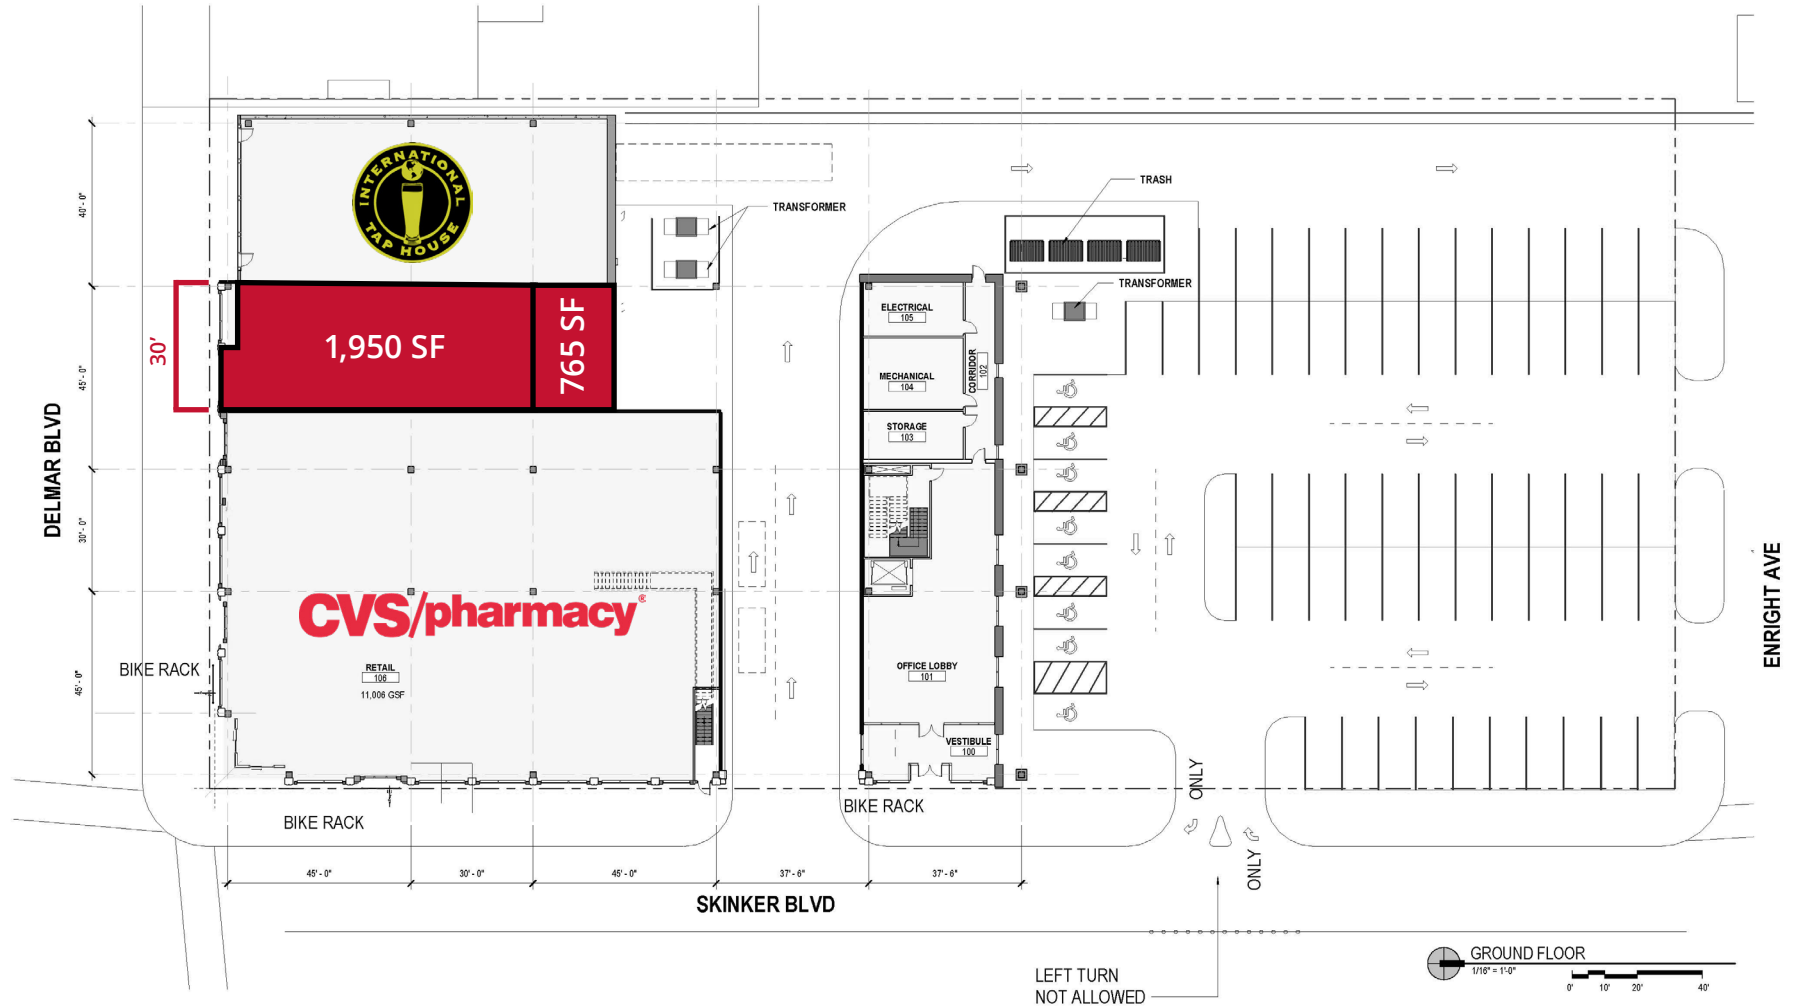 INTERNATIONAL
TAP HOUSE
TRASH
TRANSFORMER
TRANSFORMER
40'- 0"
30'
1,950 SF
765 SF
ELECTRICAL
105
MECHANICAL
104
CORRIDOR
102
STORAGE
103
45'- 0"
DELMAR BLVD
30'- 0"
ENRIGHT AVE
CVS/pharmacy®
BIKE RACK
RETAIL
106
11,006 GSF
45'- 0"
OFFICE LOBBY
101
VESTIBULE
100
BIKE RACK
BIKE RACK
ONLY
ONLY
45' - 0"
30' - 0"
45' - 0"
37' - 6"
37' - 6"
SKINKER BLVD
LEFT TURN
NOT ALLOWED
GROUND FLOOR
1/16" = 1'-0"
0' 10' 20' 40'